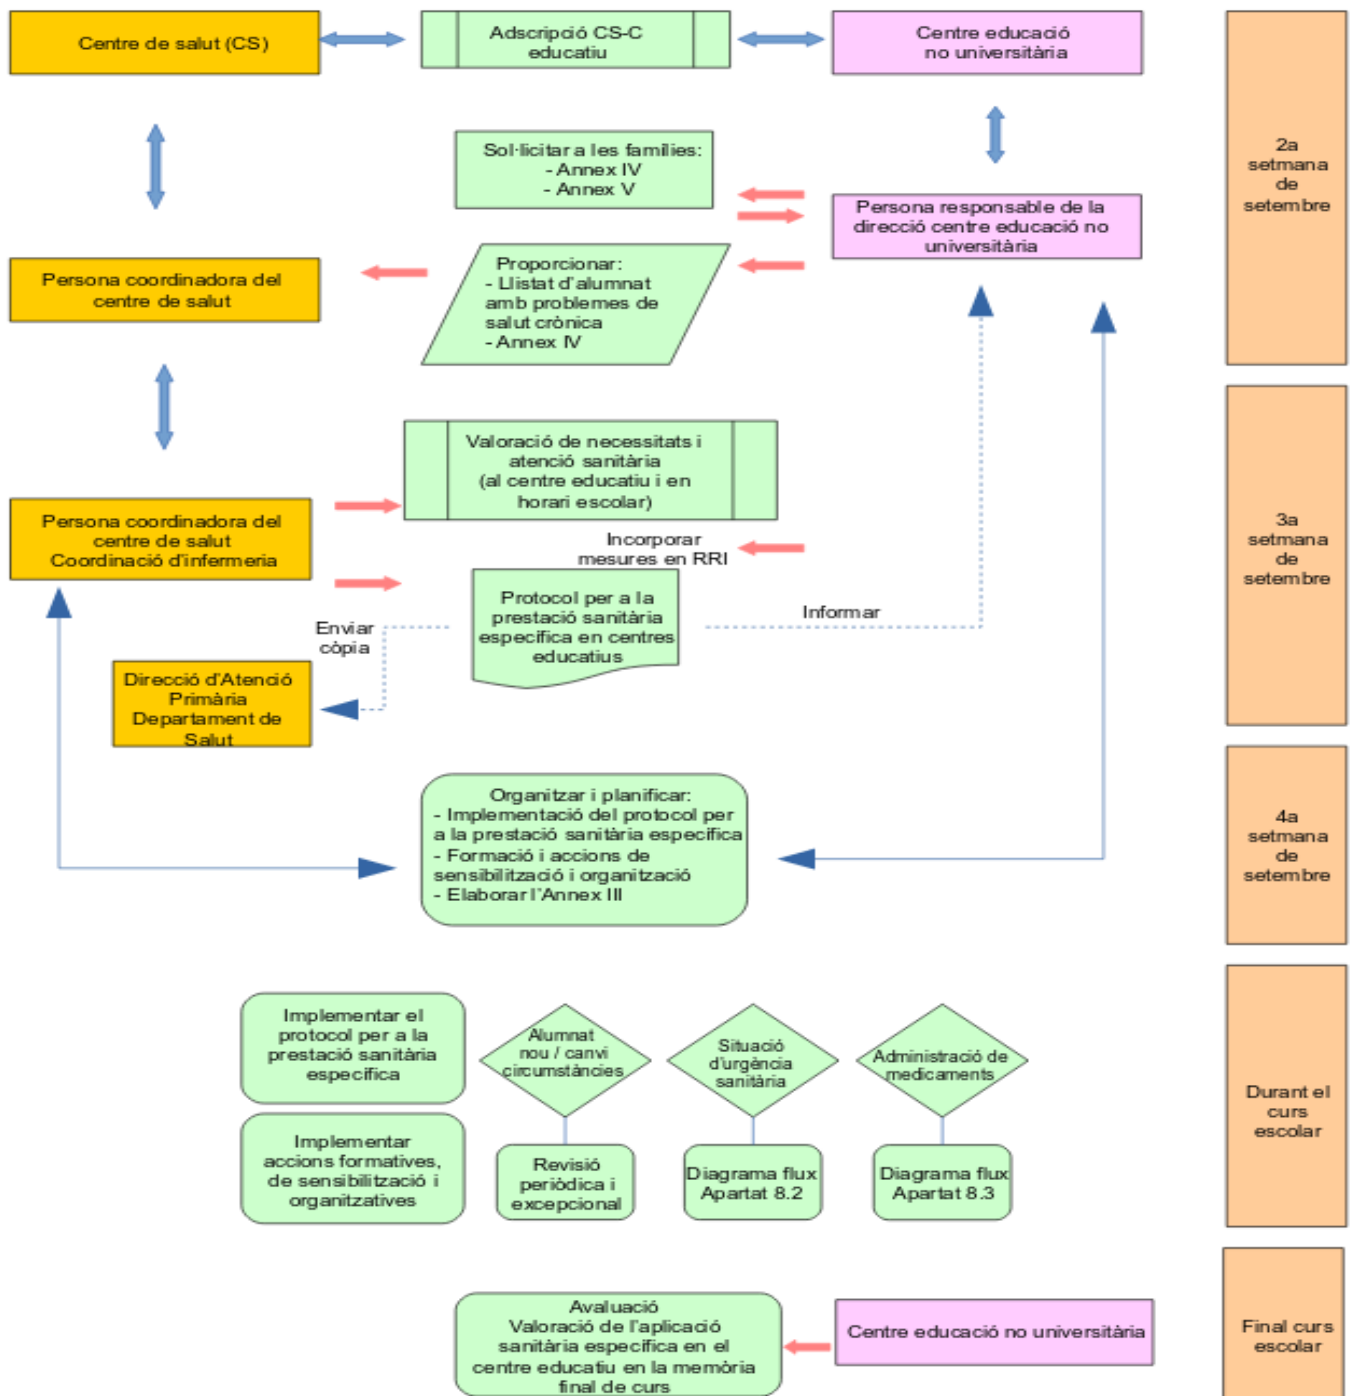 Centre de salut (CS)
Adscripció CS-C
educatiu
Centre educació
no universitària
2a
setmana
de
setembre
Sol·licitar a les famílies:
- Annex IV
- Annex V
Persona responsable de la
direcció centre educació no
universitària
Persona coordinadora del
centre de salut
Proporcionar:
- Llistat d'alumnat
amb problemes de
salut crònica
- Annex IV
Valoració de necessitats i
atenció sanitària
(al centre educatiu i en
horari escolar)
3a
setmana
de
setembre
Persona coordinadora del
centre de salut
Coordinació d'infermeria
Incorporar
mesures en RRI
Protocol per a la
prestació sanitària
específica en centres
educatius
Informar
Enviar
còpia
Direcció d'Atenció
Primària
Departament de
Salut
Organitzar i planificar:
- Implementació del protocol per
a la prestació sanitària específica
- Formació i accions de
sensibilització i organització
- Elaborar l'Annex III
4a
setmana
de
setembre
Implementar el
protocol per a la
prestació sanitària
específica
Alumnat
nou / canvi
circumstàncies
Situació
d'urgència
sanitària
Administració de
medicaments
Durant el
curs
escolar
Implementar
accions formatives,
de sensibilització i
organitzatives
Revisió
periòdica i
excepcional
Diagrama flux
Apartat 8.2
Diagrama flux
Apartat 8.3
Avaluació
Valoració de l'aplicació
sanitària específica en el
centre educatiu en la memòria
final de curs
Centre educació no universitària
Final curs
escolar